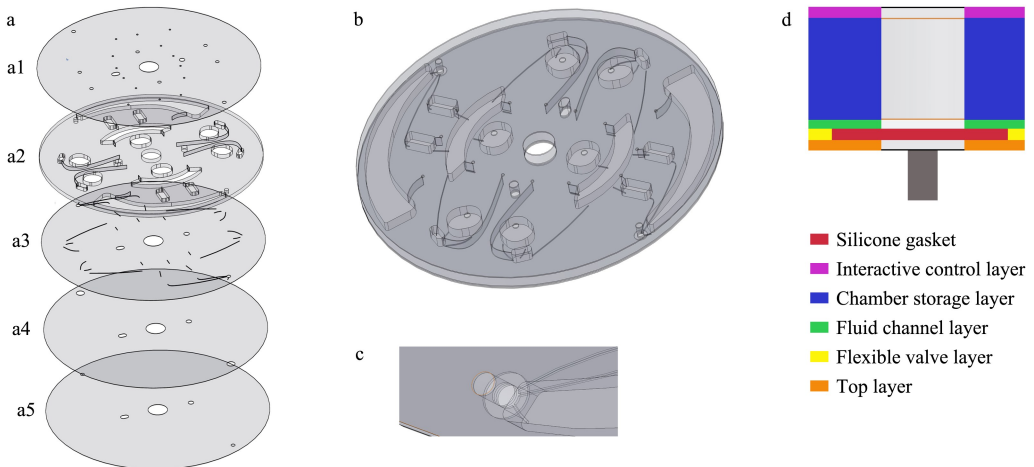 a
a1
a2
a3
a4
a5
b
c
d
Silicone gasket
Interactive control layer
Chamber storage layer
Fluid channel layer
Flexible valve layer
Top layer